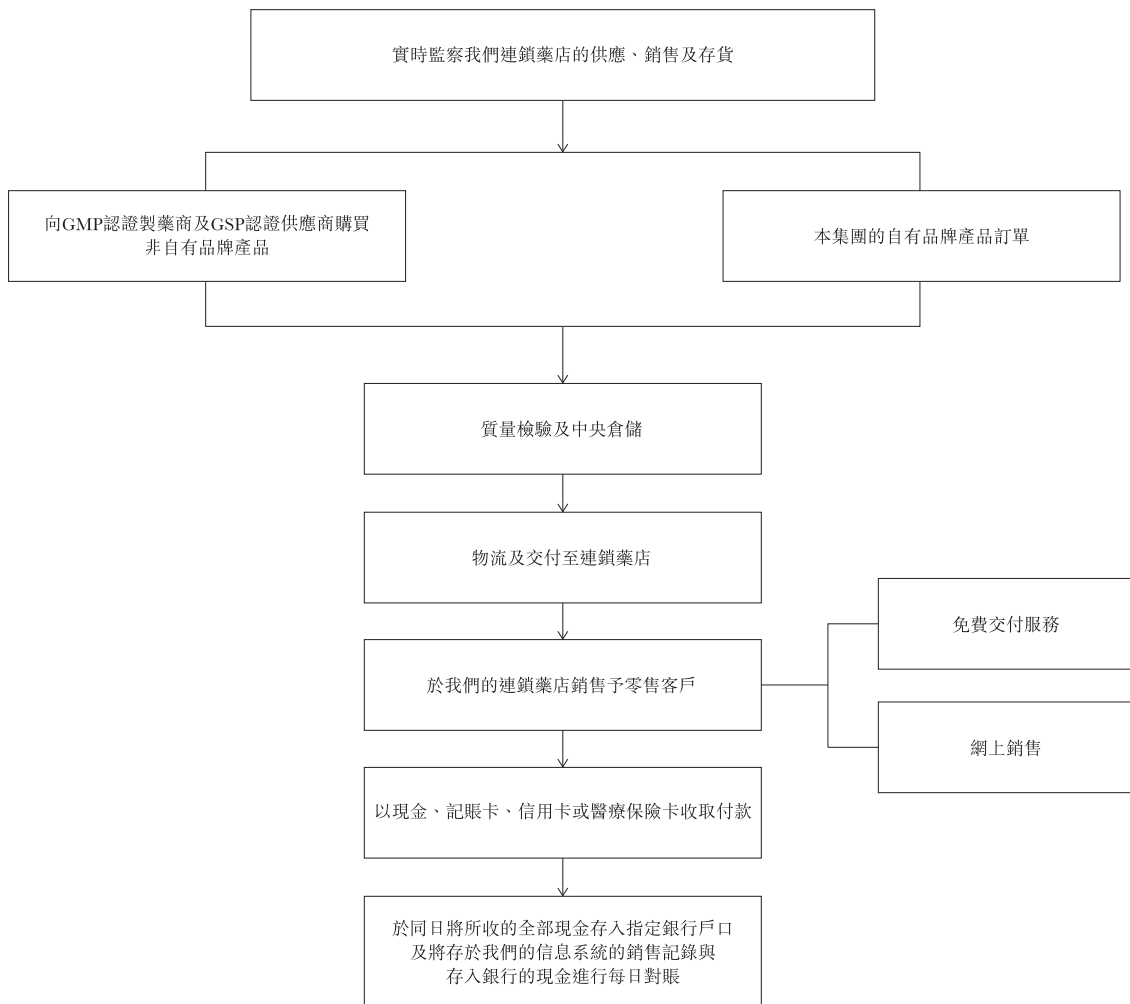 實時監察我們連鎖藥店的供應、銷售及存貨
向GMP認證製藥商及GSP認證供應商購買
非自有品牌產品
本集團的自有品牌產品訂單
質量檢驗及中央倉儲
物流及交付至連鎖藥店
於我們的連鎖藥店銷售予零售客戶
免費交付服務
網上銷售
以現金、記賬卡、信用卡或醫療保險卡收取付款
於同日將所收的全部現金存入指定銀行戶口
及將存於我們的信息系統的銷售記錄與
存入銀行的現金進行每日對賬